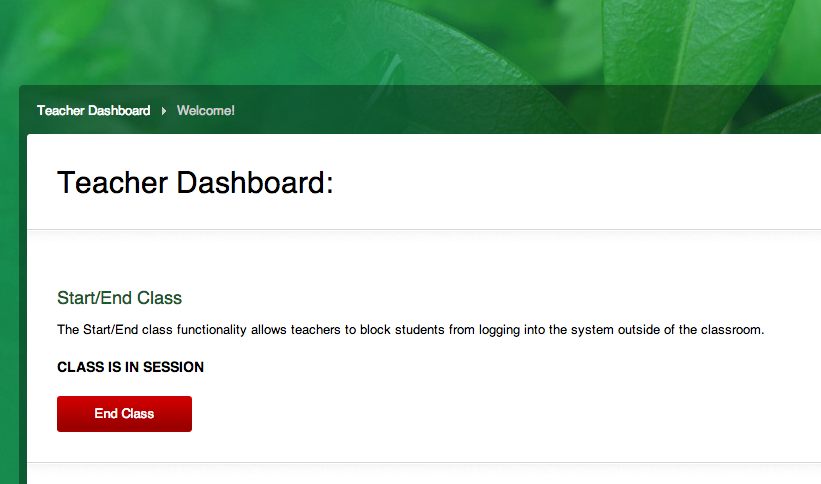 Teacher Dashboard Welcome!
Teacher Dashboard:
Start/End Class
The Start/End class functionality allows teachers to block students from logging into the system outside of the classroom.
CLASS IS IN SESSION
End Class